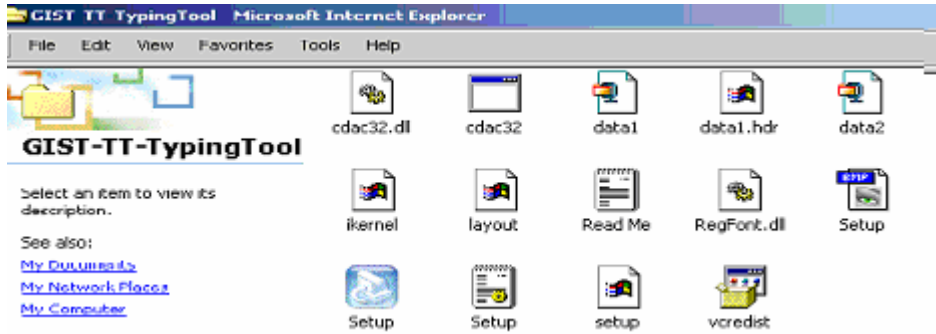 GIST TT TypingTool Microsoft Internet Explorer
File Edit View Favorites Tools Help
cdac32.dll cdac32 data1 data1.hdr data2
GIST-TT-TypingTool
Select an item to view its
description.
ikernel layout Read Me RegFont.dll Setup
See also:
My Documents
My Network Places
My Computer
Setup Setup setup vcredist
BMP